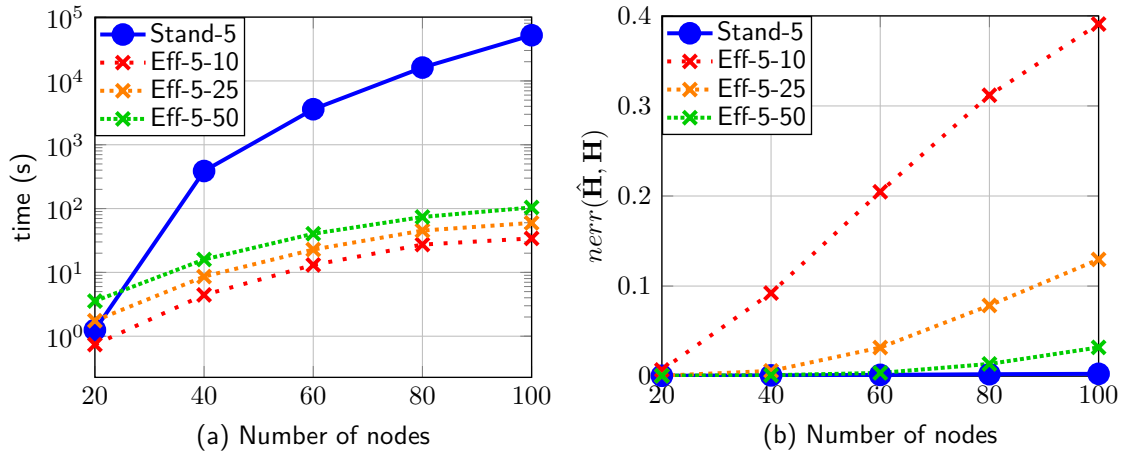 10^5
10^4
10^3
10^2
10^1
10^0
time (s)
Stand-5
Eff-5-10
Eff-5-25
Eff-5-50
20 40 60 80 100
(a) Number of nodes
0.4
0.3
0.2
0.1
0
nerr(Ĥ, H)
Stand-5
Eff-5-10
Eff-5-25
Eff-5-50
20 40 60 80 100
(b) Number of nodes